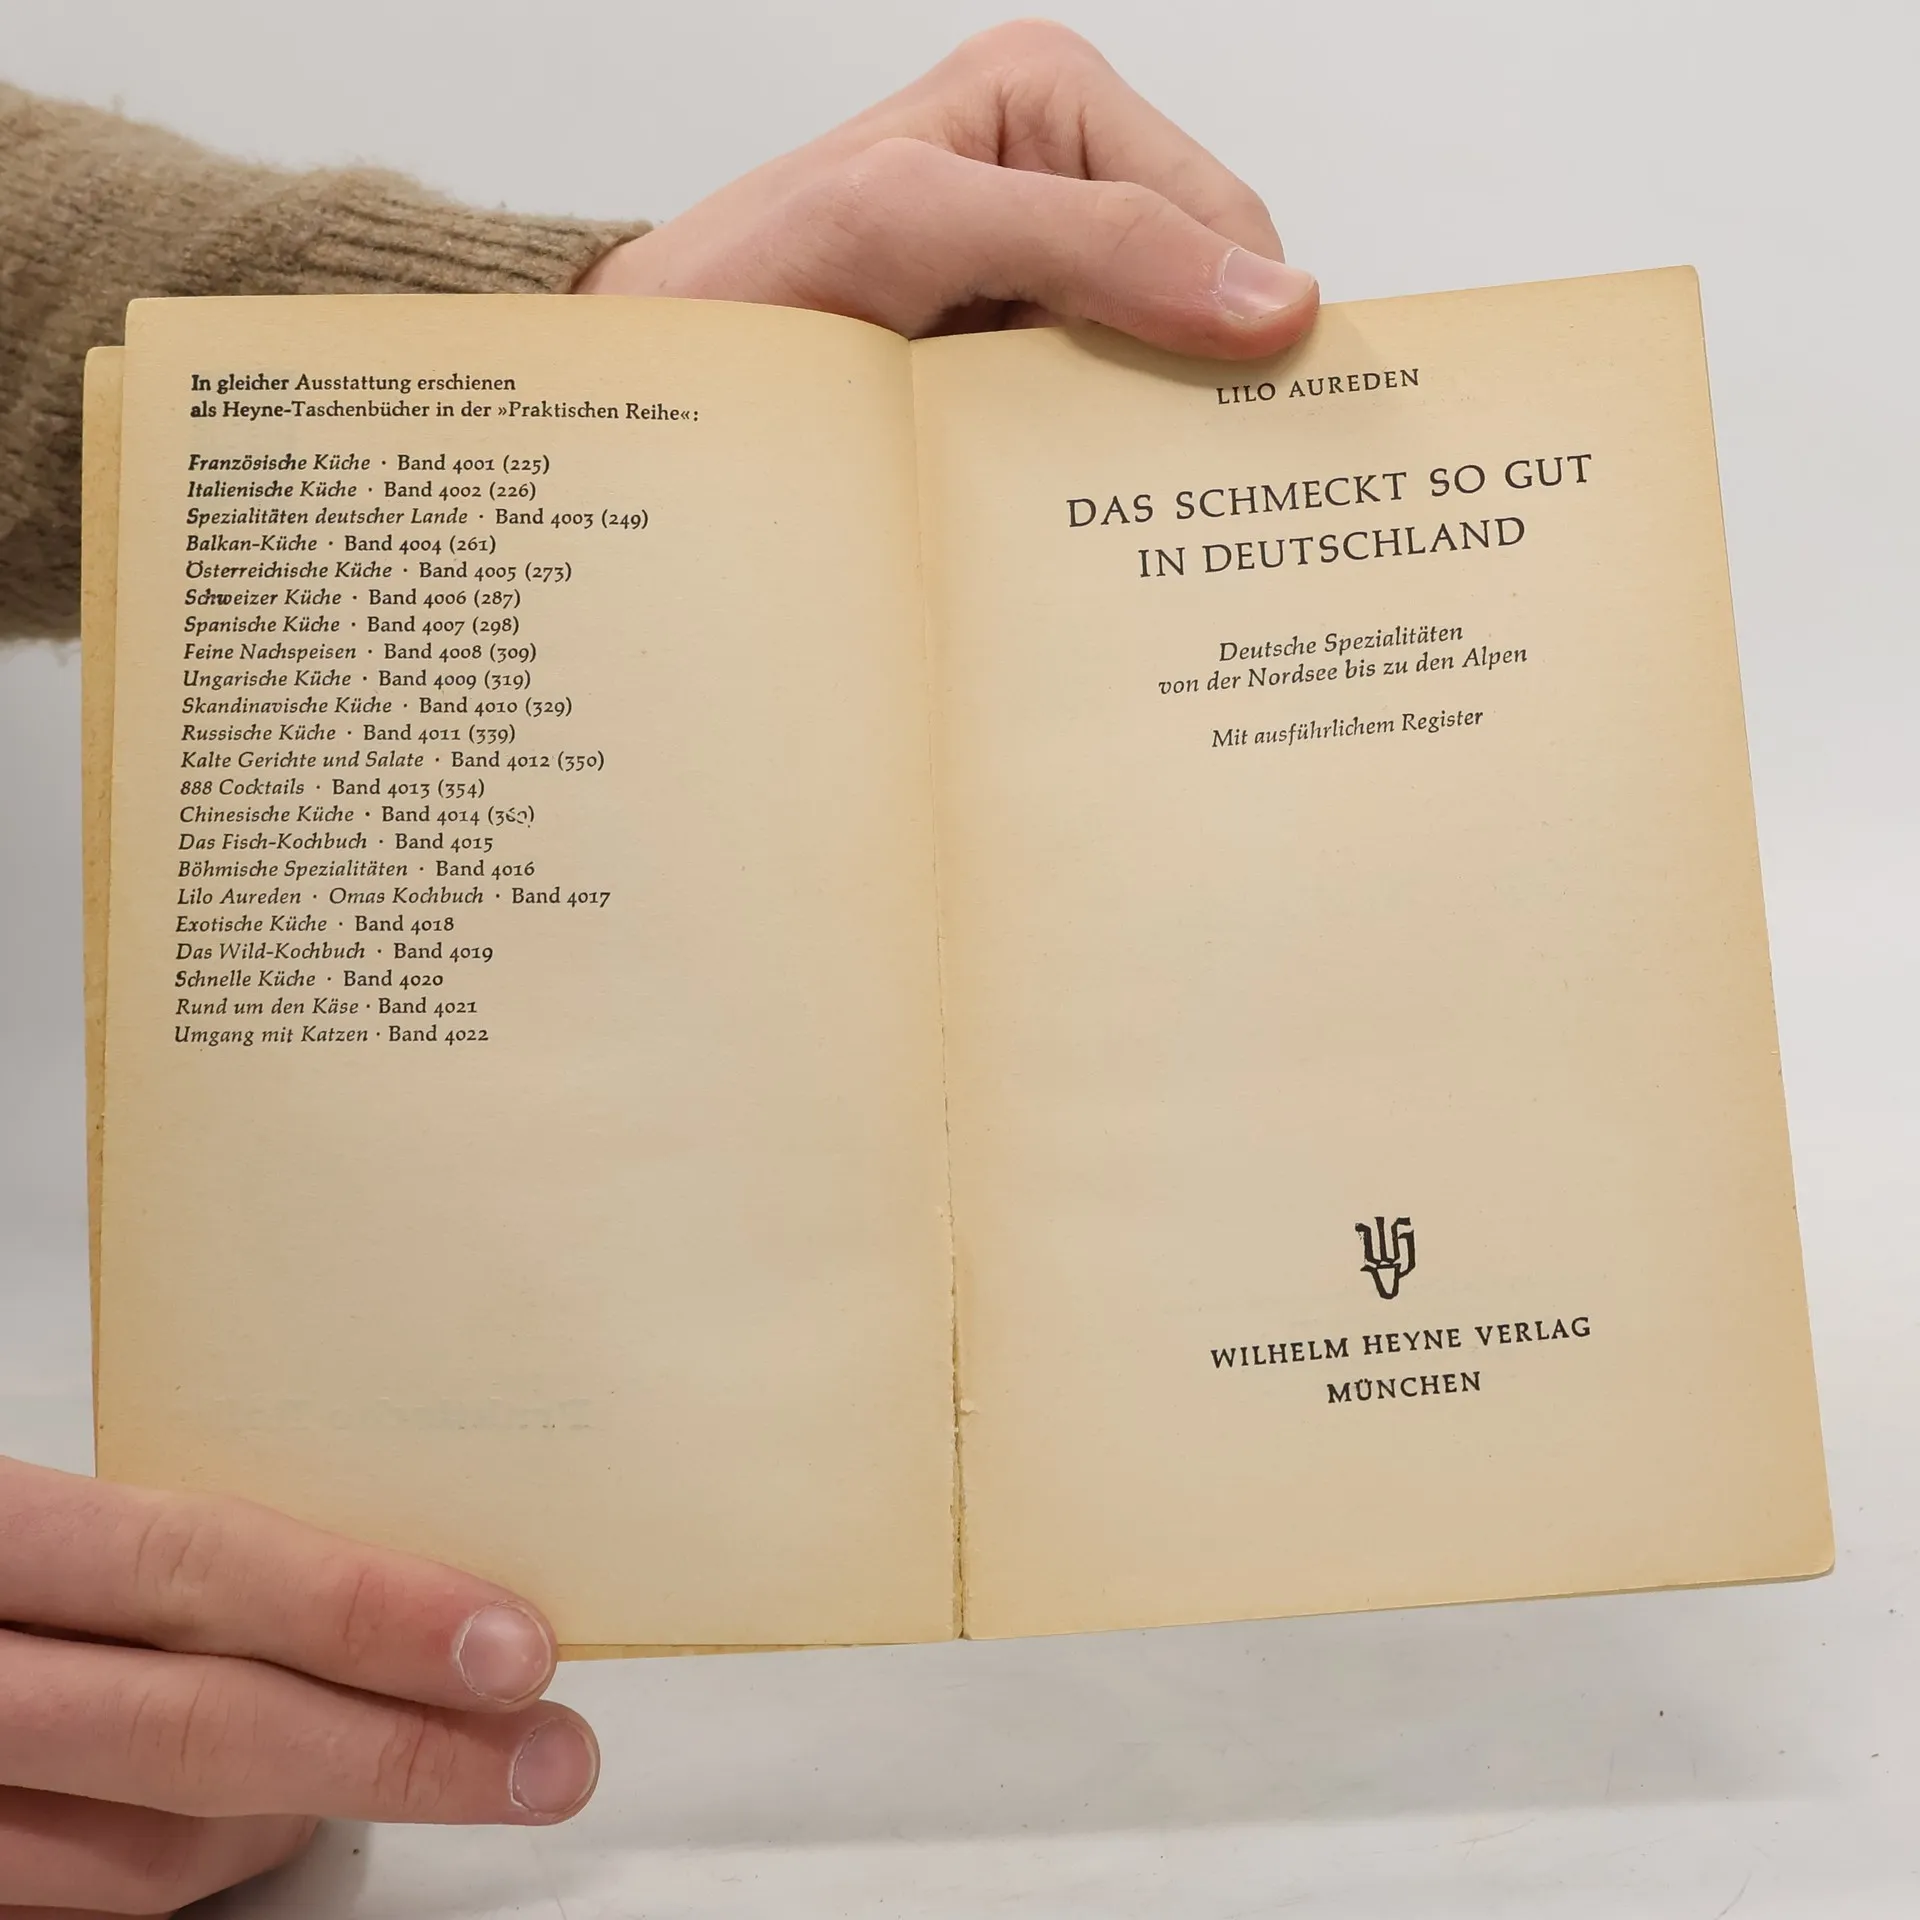 In gleicher Ausstattung erschienen
als Heyne-Taschenbücher in der »Praktischen Reihe«:
Französische Küche · Band 4001 (225)
Italienische Küche · Band 4002 (226)
Spezialitäten deutscher Lande · Band 4003 (249)
Balkan-Küche · Band 4004 (261)
Österreichische Küche · Band 4005 (273)
Schweizer Küche · Band 4006 (287)
Spanische Küche · Band 4007 (298)
Feine Nachspeisen · Band 4008 (309)
Ungarische Küche · Band 4009 (319)
Skandinavische Küche · Band 4010 (329)
Russische Küche · Band 4011 (339)
Kalte Gerichte und Salate · Band 4012 (350)
888 Cocktails · Band 4013 (354)
Chinesische Küche · Band 4014
Das Fisch-Kochbuch · Band 4015
Böhmische Spezialitäten · Band 4016
Lilo Aureden · Omas Kochbuch · Band 4017
Exotische Küche · Band 4018
Das Wild-Kochbuch · Band 4019
Schnelle Küche · Band 4020
Rund um den Käse · Band 4021
Umgang mit Katzen · Band 4022
LILO AUREDEN
DAS SCHMECKT SO GUT
IN DEUTSCHLAND
Deutsche Spezialitäten
von der Nordsee bis zu den Alpen
Mit ausführlichem Register
WILHELM HEYNE VERLAG
MÜNCHEN